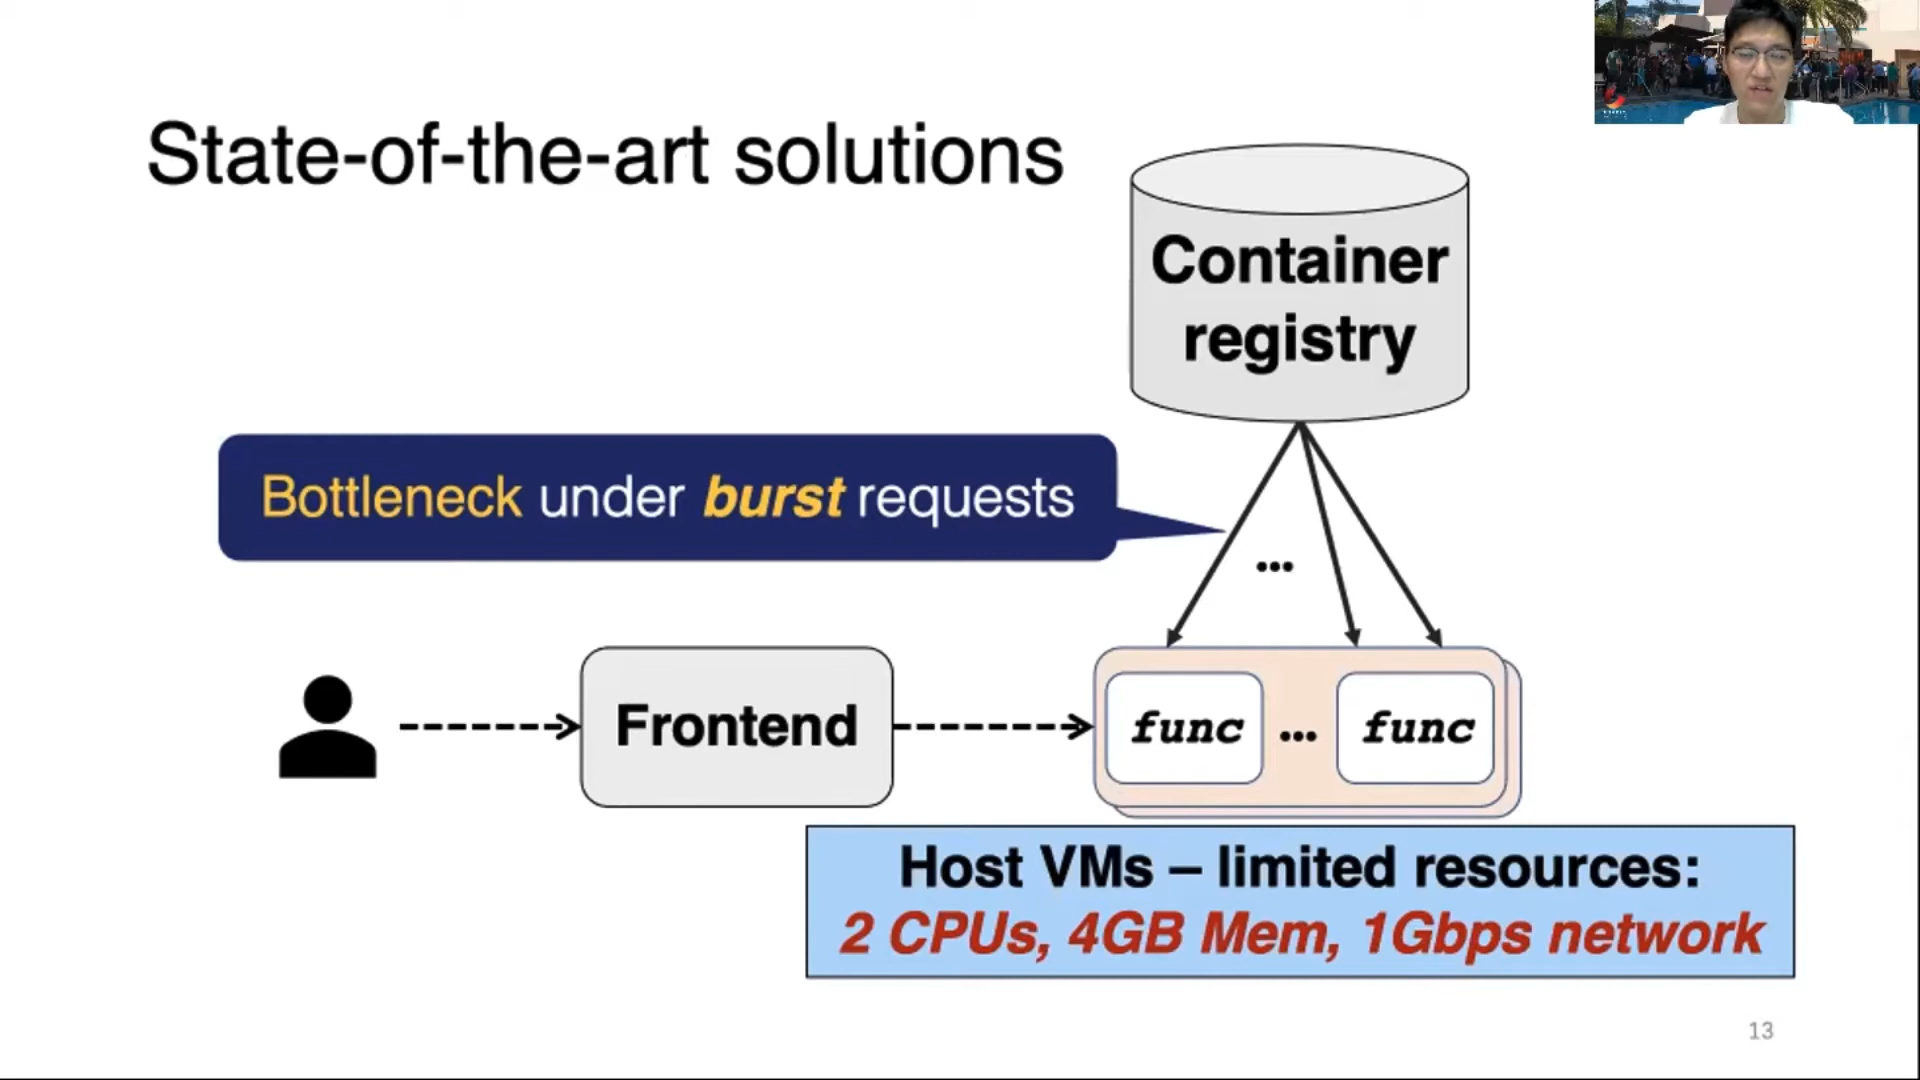 State-of-the-art solutions
Container
registry
Bottleneck under burst requests
...
Frontend
func ... func
Host VMs – limited resources:
2 CPUs, 4GB Mem, 1Gbps network
13